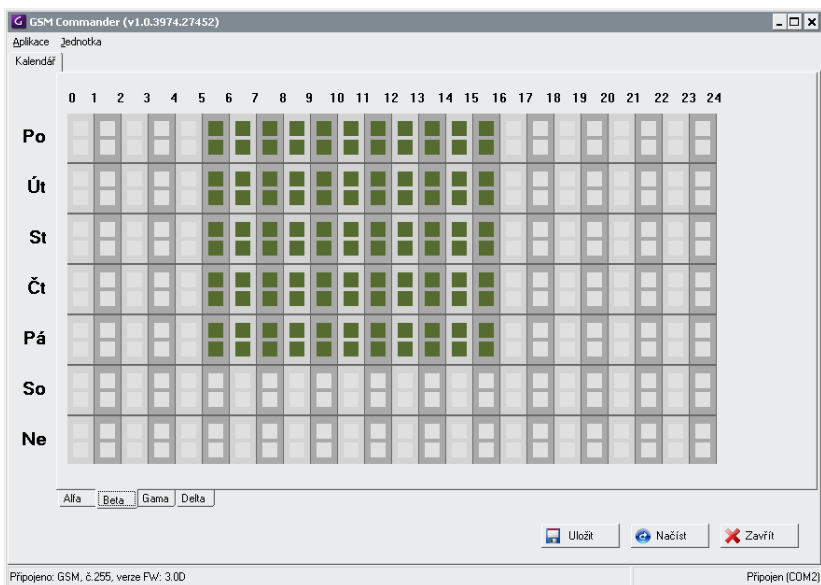 GSM Commander (v1.0.3974.27452)
Aplikace Jednotka
Kalendář
0 1 2 3 4 5 6 7 8 9 10 11 12 13 14 15 16 17 18 19 20 21 22 23 24
Po
Út
St
Čt
Pá
So
Ne
Alfa Beta Gama Delta
Uložit Načíst Zavřít
Připojeno: GSM, č.255, verze FW: 3.0D Připojen (COM2)